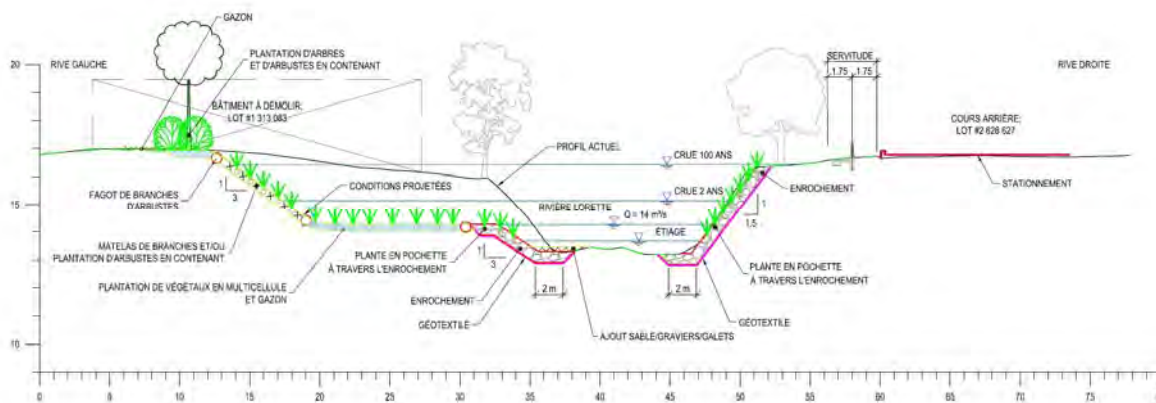 GAZON
PLANTATION D'ARBRES
ET D'ARBUSTES EN CONTENANT
RIVE GAUCHE
BÂTIMENT À DÉMOLIR;
LOT #1 313 083
SERVITUDE
1.75 1.75
RIVE DROITE
COURS ARRIÈRE;
LOT #2 628 627
PROFIL ACTUEL
CRUE 100 ANS
ENROCHEMENT
STATIONNEMENT
FAGOT DE BRANCHES
D'ARBUSTES
1
3
CONDITIONS PROJETÉES
CRUE 2 ANS
RIVIÈRE LORETTE
Q = 14 m³/s
ÉTIAGE
1
1,5
MATELAS DE BRANCHES ET/OU
PLANTATION D'ARBUSTES EN CONTENANT
PLANTE EN POCHETTE
À TRAVERS L'ENROCHEMENT
1
3
PLANTE EN POCHETTE
À TRAVERS L'ENROCHEMENT
PLANTATION DE VÉGÉTAUX EN MULTICELLULE
ET GAZON
2 m
2 m
ENROCHEMENT
GÉOTEXTILE
GÉOTEXTILE
AJOUT SABLE/GRAVIERS/GALETS
20
15
10
0 5 10 15 20 25 30 35 40 45 50 55 60 65 70 75